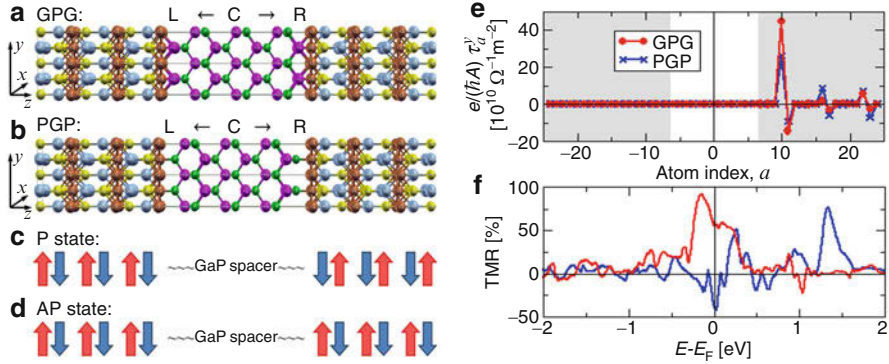 a
GPG: L ← C → R
y
x
z
b
PGP: L ← C → R
y
x
z
c P state:
GaP spacer
d AP state:
GaP spacer
e
e/(ħA) τ_a^y
[10^10 Ω^−1m^−2]
40
20
0
−20
GPG
PGP
−20 −10 0 10 20
Atom index, a
f
TMR [%]
100
50
0
−50
−2 −1 0 1 2
E-E_F [eV]